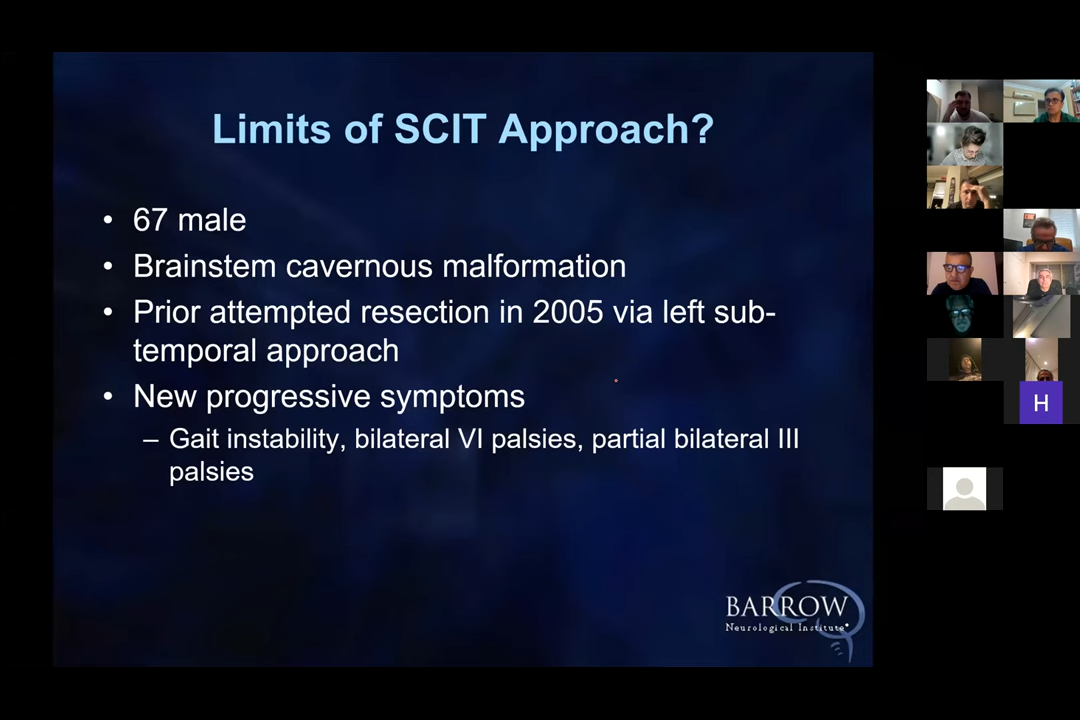 Limits of SCIT Approach?
• 67 male
• Brainstem cavernous malformation
• Prior attempted resection in 2005 via left sub-
temporal approach
• New progressive symptoms
– Gait instability, bilateral VI palsies, partial bilateral III
palsies
BARROW
Neurological Institute®
H